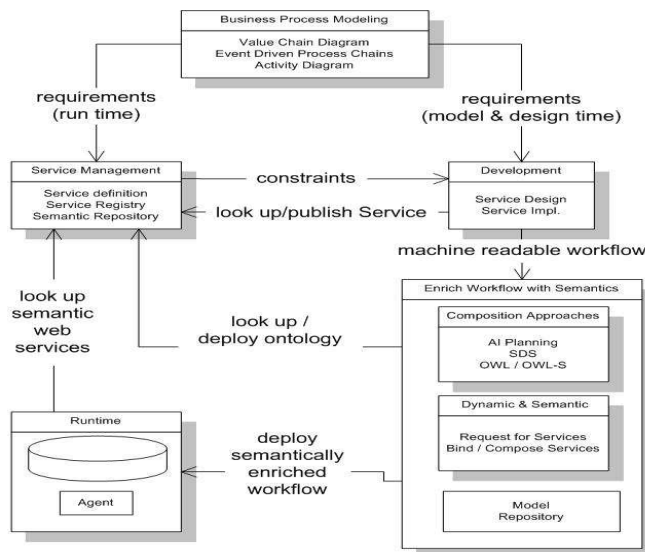 Business Process Modeling
Value Chain Diagram
Event Driven Process Chains
Activity Diagram
requirements
(run time)
requirements
(model & design time)
Service Management
Service definition
Service Registry
Semantic Repository
constraints
look up/publish Service
Development
Service Design
Service Impl.
machine readable workflow
look up
semantic
web
services
look up /
deploy ontology
Enrich Workflow with Semantics
Composition Approaches
AI Planning
SDS
OWL / OWL-S
Dynamic & Semantic
Request for Services
Bind / Compose Services
Model
Repository
Runtime
Agent
deploy
semantically
enriched
workflow